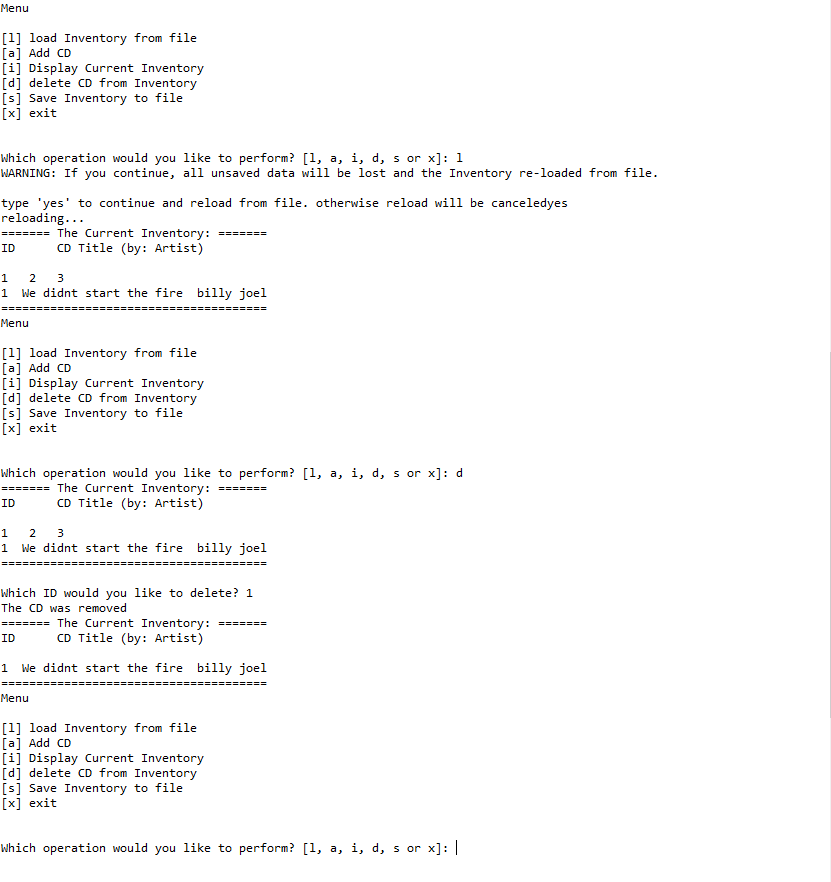 Menu
[l] load Inventory from file
[a] Add CD
[i] Display Current Inventory
[d] delete CD from Inventory
[s] Save Inventory to file
[x] exit
Which operation would you like to perform? [l, a, i, d, s or x]: l
WARNING: If you continue, all unsaved data will be lost and the Inventory re-loaded from file.
type 'yes' to continue and reload from file. otherwise reload will be canceledyes
reloading...
======= The Current Inventory: =======
ID      CD Title (by: Artist)
1   2   3
1  We didnt start the fire  billy joel
======================================
Menu
[l] load Inventory from file
[a] Add CD
[i] Display Current Inventory
[d] delete CD from Inventory
[s] Save Inventory to file
[x] exit
Which operation would you like to perform? [l, a, i, d, s or x]: d
======= The Current Inventory: =======
ID      CD Title (by: Artist)
1   2   3
1  We didnt start the fire  billy joel
======================================
Which ID would you like to delete? 1
The CD was removed
======= The Current Inventory: =======
ID      CD Title (by: Artist)
1  We didnt start the fire  billy joel
======================================
Menu
[l] load Inventory from file
[a] Add CD
[i] Display Current Inventory
[d] delete CD from Inventory
[s] Save Inventory to file
[x] exit
Which operation would you like to perform? [l, a, i, d, s or x]: